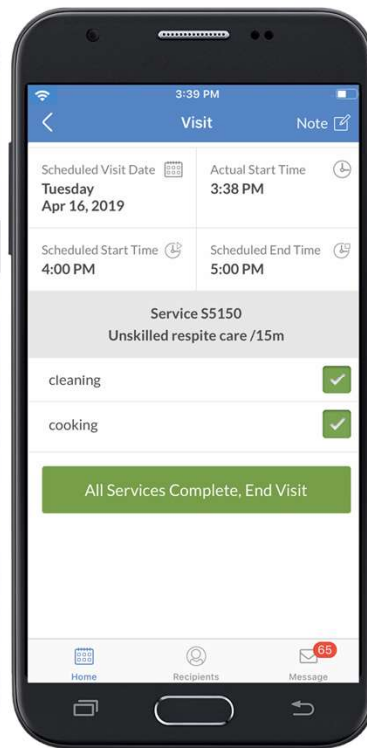 3:39 PM
Visit
Note
Scheduled Visit Date
Tuesday
Apr 16, 2019
Actual Start Time
3:38 PM
Scheduled Start Time
4:00 PM
Scheduled End Time
5:00 PM
Service S5150
Unskilled respite care /15m
cleaning
cooking
All Services Complete, End Visit
65
Home
Recipients
Message